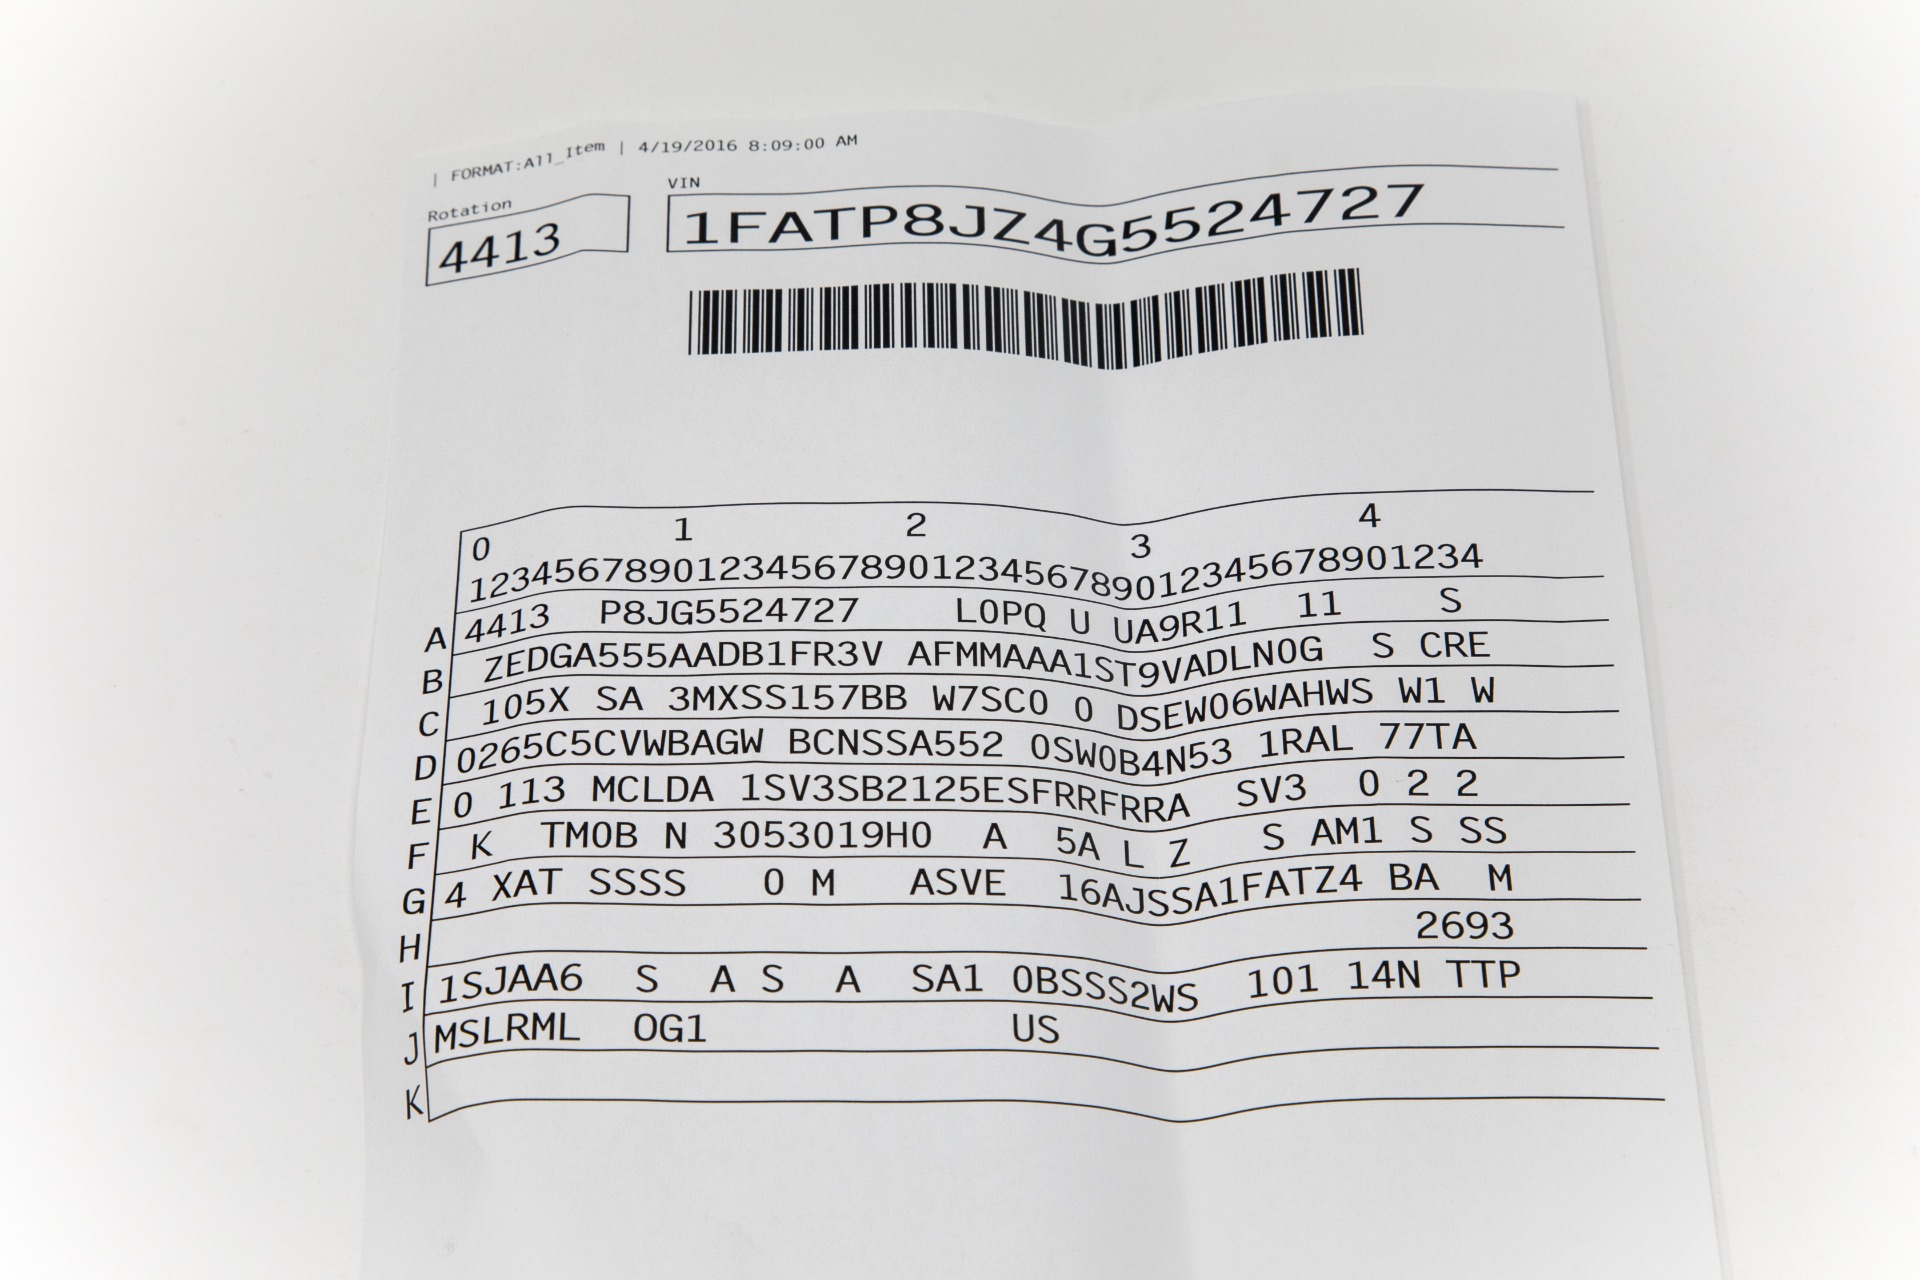 | FORMAT:All_Item | 4/19/2016 8:09:00 AM
Rotation VIN
4413 1FATP8JZ4G5524727
0 1 2 3 4
12345678901234567890123456789012345678901234
A 4413 P8JG5524727 L0PQ U UA9R11 11 S
B ZEDGA555AADB1FR3V AFMMAAA1ST9VADLN0G S CRE
C 105X SA 3MXSS157BB W7SC0 0 DSEW06WAHWS W1 W
D 0265C5CVWBAGW BCNSSA552 0SW0B4N53 1RAL 77TA
E 0 113 MCLDA 1SV3SB2125ESFRRFRRA SV3 0 2 2
F K TM0B N 3053019H0 A 5A L Z S AM1 S SS
G 4 XAT SSSS 0 M ASVE 16AJSSA1FATZ4 BA M
H 2693
I 1SJAA6 S A S A SA1 0BSSS2WS 101 14N TTP
J MSLRML OG1 US
K